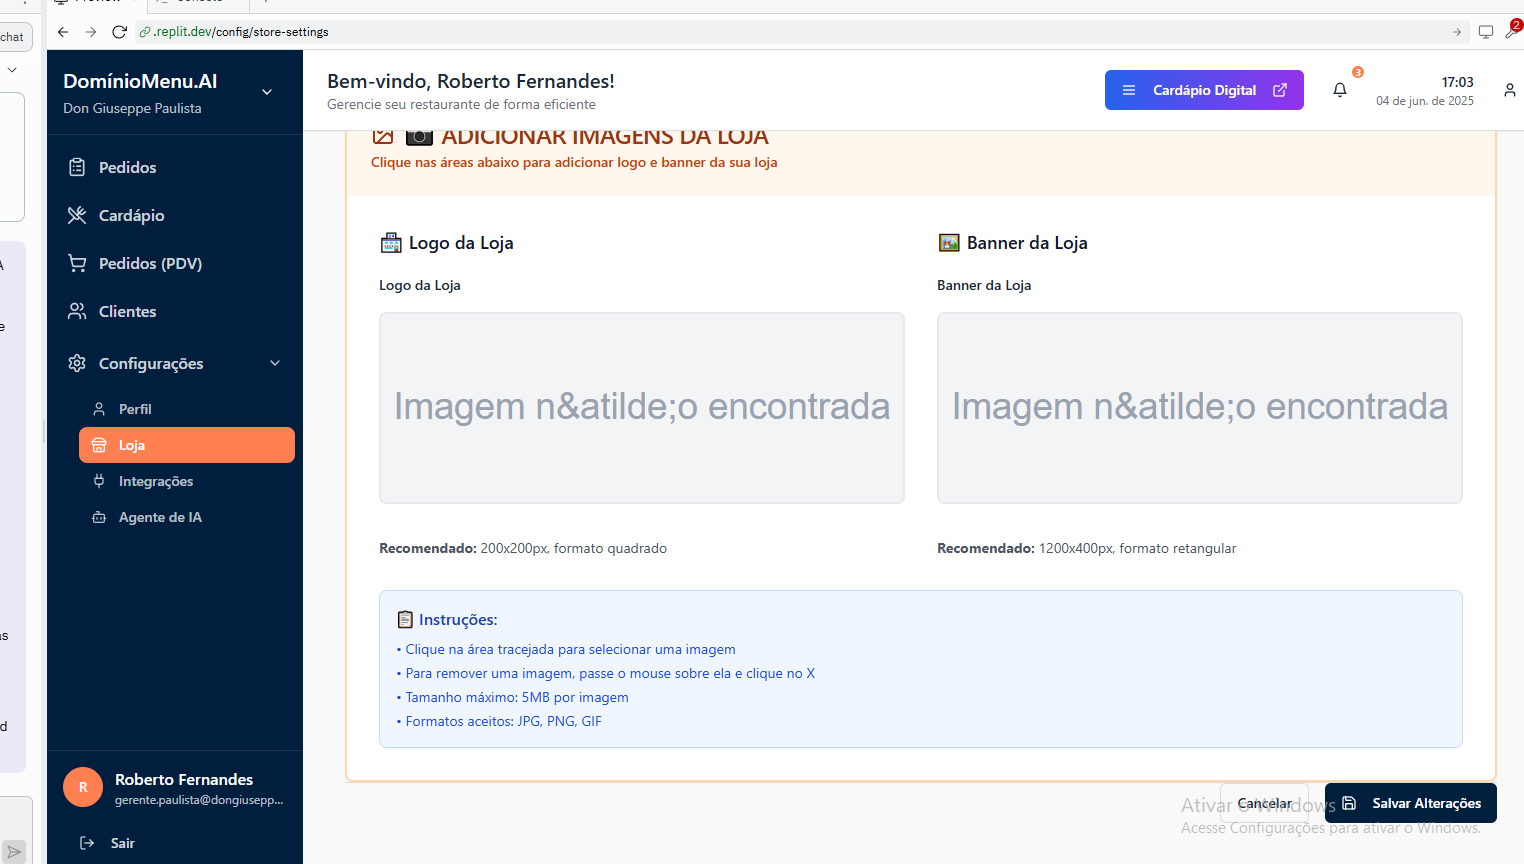 chat
.replit.dev/config/store-settings
2
DomínioMenu.AI
Don Giuseppe Paulista
Bem-vindo, Roberto Fernandes!
Gerencie seu restaurante de forma eficiente
Cardápio Digital
3
17:03
04 de jun. de 2025
Pedidos
Cardápio
Pedidos (PDV)
Clientes
Configurações
Perfil
Loja
Integrações
Agente de IA
ADICIONAR IMAGENS DA LOJA
Clique nas áreas abaixo para adicionar logo e banner da sua loja
Logo da Loja
Logo da Loja
Imagem n&atilde;o encontrada
Recomendado: 200x200px, formato quadrado
Banner da Loja
Banner da Loja
Imagem n&atilde;o encontrada
Recomendado: 1200x400px, formato retangular
Instruções:
• Clique na área tracejada para selecionar uma imagem
• Para remover uma imagem, passe o mouse sobre ela e clique no X
• Tamanho máximo: 5MB por imagem
• Formatos aceitos: JPG, PNG, GIF
Cancelar
Salvar Alterações
Ativar o Windows
Acesse Configurações para ativar o Windows.
R
Roberto Fernandes
gerente.paulista@dongiusepp...
Sair